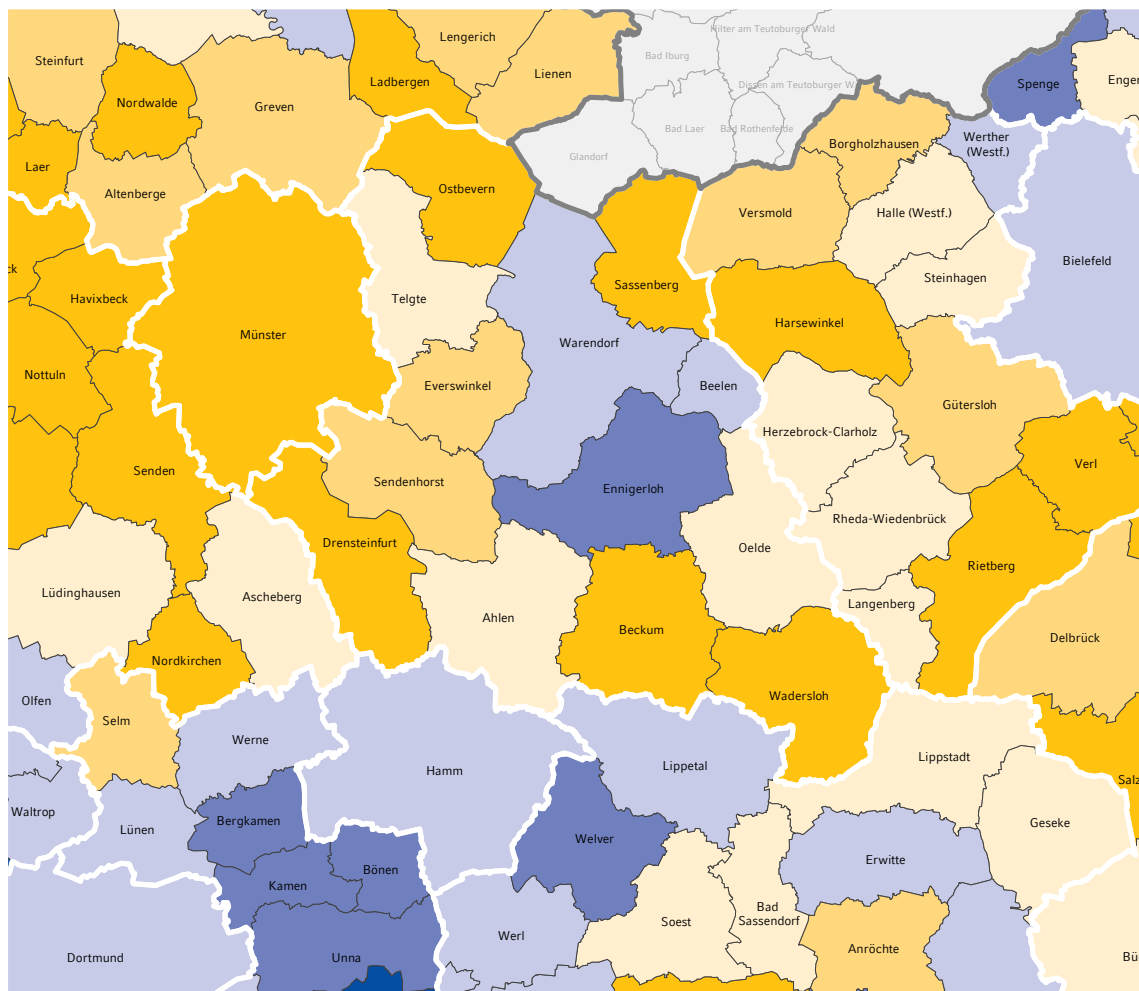 Hilter am Teutoburger Wald
Lengerich
Bad Iburg
Steinfurt
Lienen
Ladbergen
Dissen am Teutoburger W
Spenge
Enger
Nordwalde
Greven
Bad Laer
Bad Rothenfelde
Borgholzhausen
Werther
(Westf.)
Glandorf
Laer
Altenberge
Ostbevern
Versmold
Halle (Westf.)
Bielefeld
ck
Havixbeck
Telgte
Sassenberg
Steinhagen
Münster
Harsewinkel
Warendorf
Nottuln
Everswinkel
Beelen
Gütersloh
Herzebrock-Clarholz
Senden
Sendenhorst
Ennigerloh
Verl
Rheda-Wiedenbrück
Drensteinfurt
Oelde
Rietberg
Lüdinghausen
Ascheberg
Ahlen
Langenberg
Beckum
Delbrück
Nordkirchen
Olfen
Wadersloh
Selm
Werne
Hamm
Lippetal
Lippstadt
Salz
Waltrop
Lünen
Bergkamen
Welver
Geseke
Bönen
Kamen
Erwitte
Bad
Sassendorf
Soest
Werl
Anröchte
Dortmund
Unna
Bü